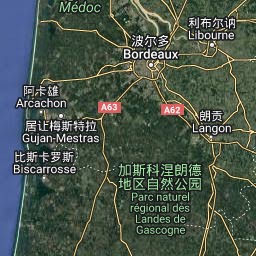 Médoc
利布尔讷
Libourne
波尔多
Bordeaux
阿卡雄
Arcachon
A63
A62
朗贡
Langon
居让梅斯特拉
Gujan-Mestras
比斯卡罗斯
Biscarrosse
加斯科涅朗德
地区自然公园
Parc naturel
régional des
Landes de
Gascogne